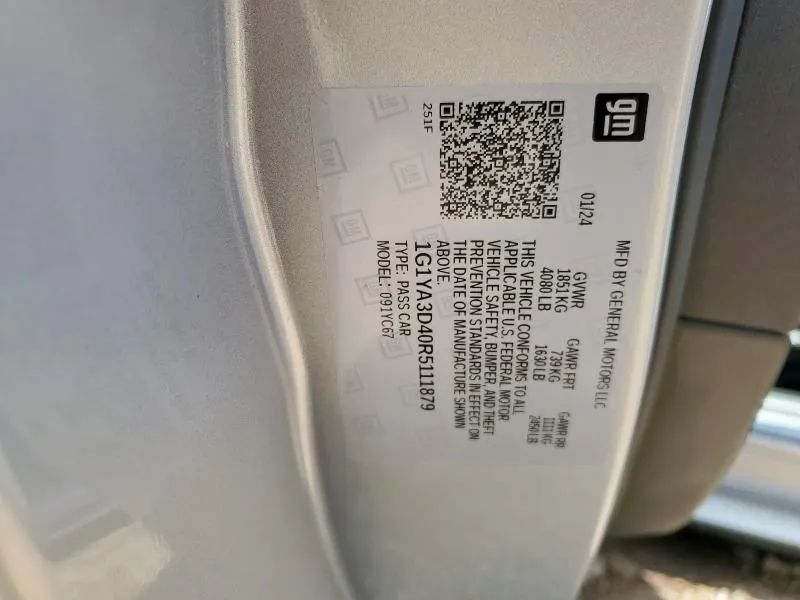 gm
MFD BY GENERAL MOTORS LLC
01/24
GVWR GAWR FRT GAWR RR
1851 KG 739 KG 1111 KG
4080 LB 1630 LB 2450 LB
THIS VEHICLE CONFORMS TO ALL
APPLICABLE U.S. FEDERAL MOTOR
VEHICLE SAFETY, BUMPER, AND THEFT
PREVENTION STANDARDS IN EFFECT ON
THE DATE OF MANUFACTURE SHOWN
ABOVE.
1G1YA3D40R5111879
TYPE: PASS CAR
MODEL: 091YC67
251F